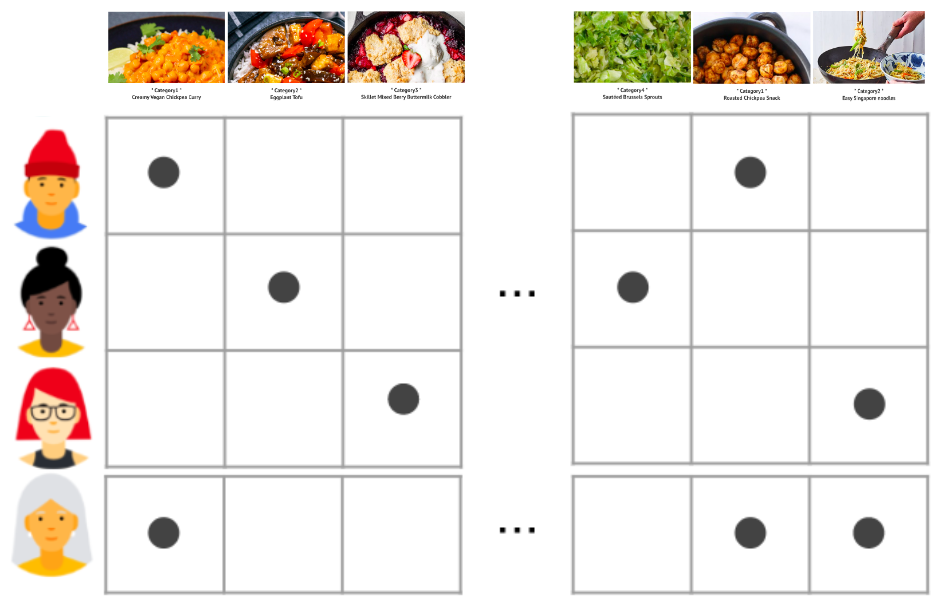 * Category1 *
Creamy Vegan Chickpea Curry
* Category2 *
Eggplant Tofu
* Category3 *
Skillet Mixed Berry Buttermilk Cobbler
* Category4 *
Sautéed Brussels Sprouts
* Category1 *
Roasted Chickpea Snack
* Category2 *
Easy Singapore noodles
...
...